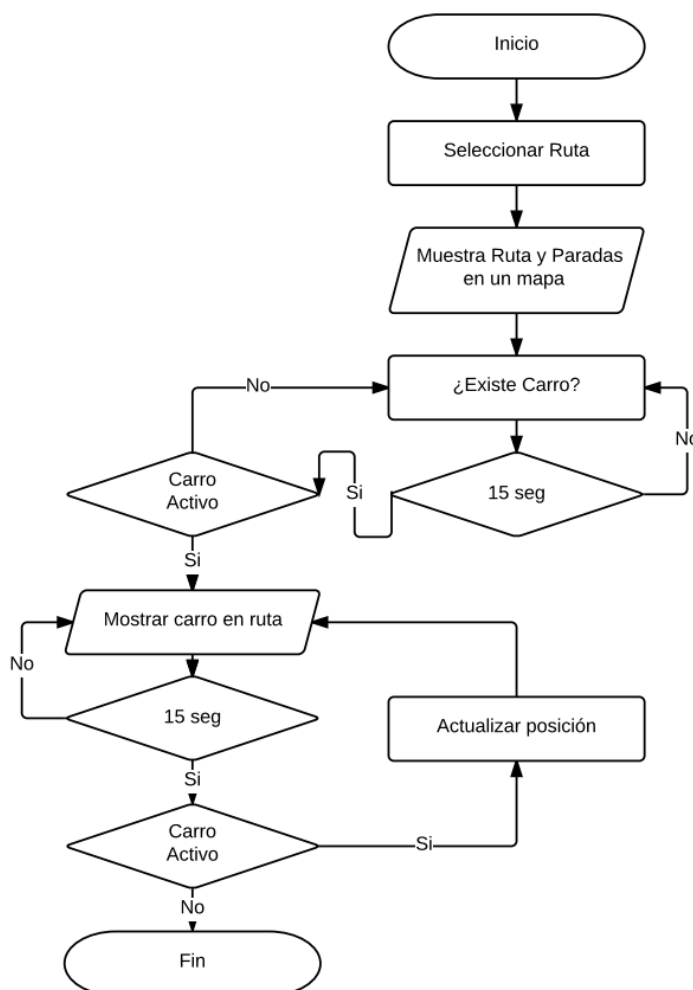 Inicio
Seleccionar Ruta
Muestra Ruta y Paradas
en un mapa
¿Existe Carro?
No
No
15 seg
Si
Carro
Activo
Si
Mostrar carro en ruta
No
15 seg
Actualizar posición
Si
Carro
Activo
Si
No
Fin